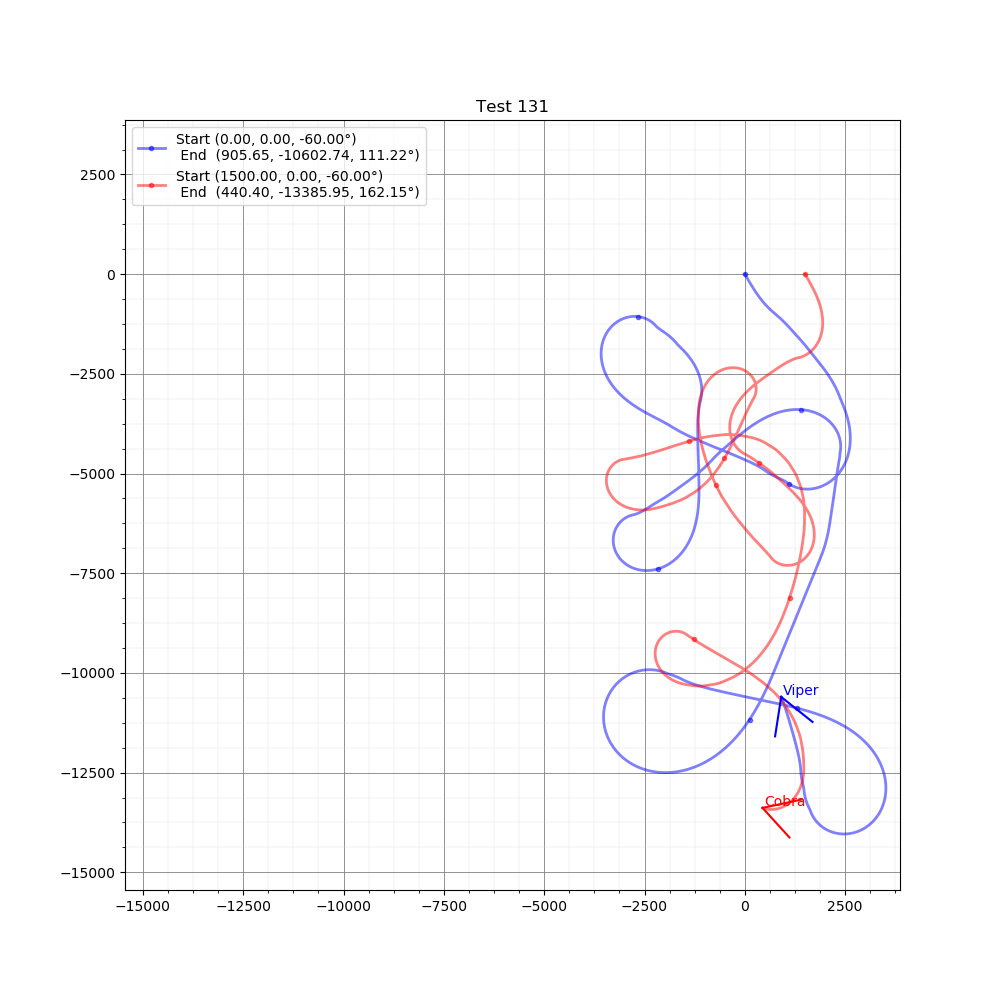 Test 131
Start (0.00, 0.00, -60.00°)
End  (905.65, -10602.74, 111.22°)
Start (1500.00, 0.00, -60.00°)
End  (440.40, -13385.95, 162.15°)
2500
0
−2500
−5000
−7500
−10000
−12500
−15000
Viper
Cobra
−15000
−12500
−10000
−7500
−5000
−2500
0
2500